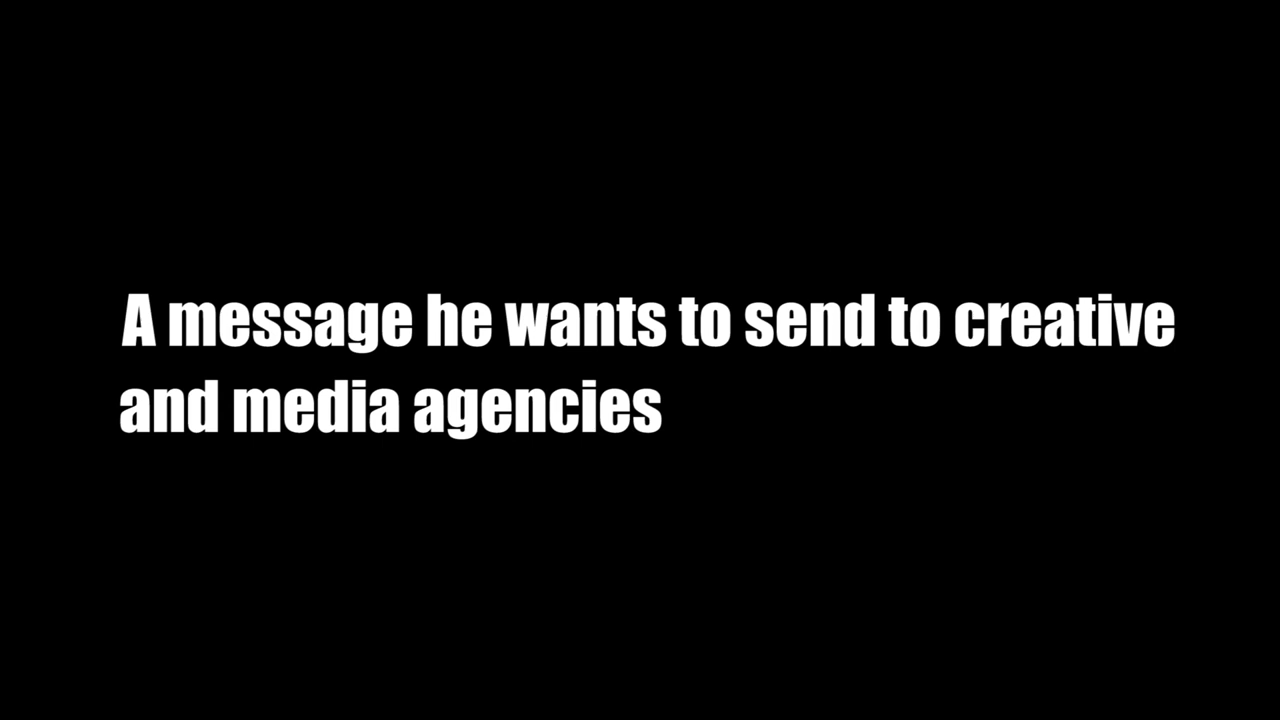 A message he wants to send to creative
and media agencies